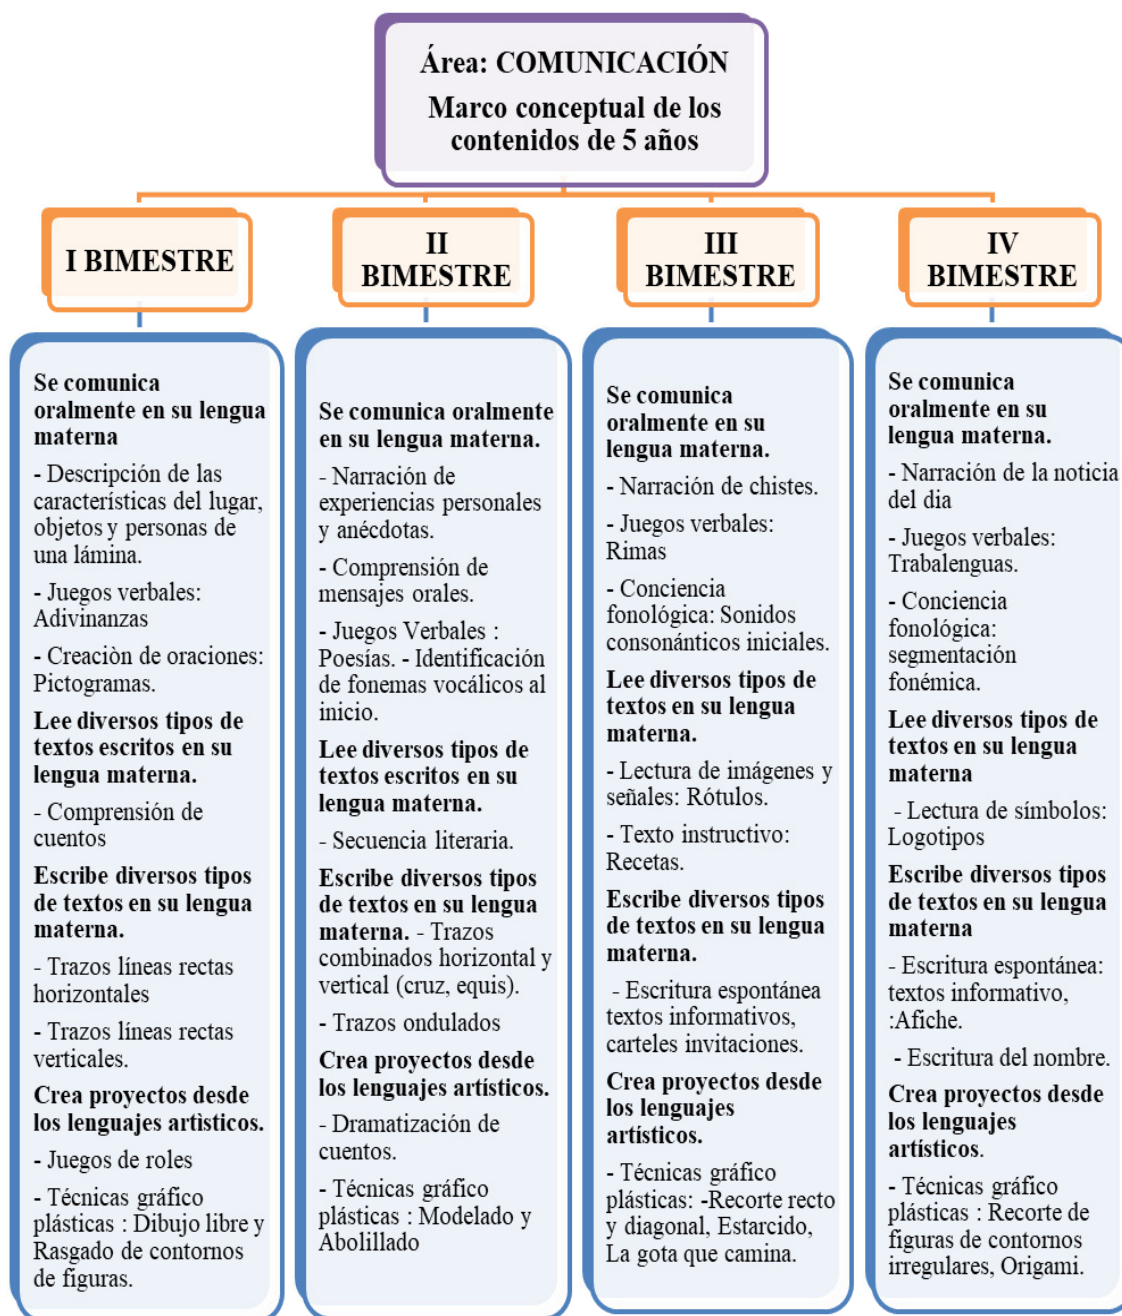 Área: COMUNICACIÓN
Marco conceptual de los
contenidos de 5 años
I BIMESTRE
Se comunica
oralmente en su lengua
materna
- Descripción de las
características del lugar,
objetos y personas de
una lámina.
- Juegos verbales:
Adivinanzas
- Creaciòn de oraciones:
Pictogramas.
Lee diversos tipos de
textos escritos en su
lengua materna.
- Comprensión de
cuentos
Escribe diversos tipos
de textos en su lengua
materna.
- Trazos líneas rectas
horizontales
- Trazos líneas rectas
verticales.
Crea proyectos desde
los lenguajes artìsticos.
- Juegos de roles
- Técnicas gráfico
plásticas : Dibujo libre y
Rasgado de contornos
de figuras.
II
BIMESTRE
Se comunica oralmente
en su lengua materna.
- Narración de
experiencias personales
y anécdotas.
- Comprensión de
mensajes orales.
- Juegos Verbales :
Poesías. - Identificación
de fonemas vocálicos al
inicio.
Lee diversos tipos de
textos escritos en su
lengua materna.
- Secuencia literaria.
Escribe diversos tipos
de textos en su lengua
materna. - Trazos
combinados horizontal y
vertical (cruz, equis).
- Trazos ondulados
Crea proyectos desde
los lenguajes artísticos.
- Dramatización de
cuentos.
- Técnicas gráfico
plásticas : Modelado y
Abolillado
III
BIMESTRE
Se comunica
oralmente en su
lengua materna.
- Narración de chistes.
- Juegos verbales:
Rimas
- Conciencia
fonológica: Sonidos
consonánticos iniciales.
Lee diversos tipos de
textos en su lengua
materna.
- Lectura de imágenes y
señales: Rótulos.
- Texto instructivo:
Recetas.
Escribe diversos tipos
de textos en su lengua
materna.
- Escritura espontánea
textos informativos,
carteles invitaciones.
Crea proyectos desde
los lenguajes
artísticos.
- Técnicas gráfico
plásticas: -Recorte recto
y diagonal, Estarcido,
La gota que camina.
IV
BIMESTRE
Se comunica
oralmente en su
lengua materna.
- Narración de la noticia
del dia
- Juegos verbales:
Trabalenguas.
- Conciencia
fonológica:
segmentación
fonémica.
Lee diversos tipos de
textos en su lengua
materna
- Lectura de símbolos:
Logotipos
Escribe diversos tipos
de textos en su lengua
materna
- Escritura espontánea:
textos informativo,
:Afiche.
- Escritura del nombre.
Crea proyectos desde
los lenguajes
artísticos.
- Técnicas gráfico
plásticas : Recorte de
figuras de contornos
irregulares, Origami.